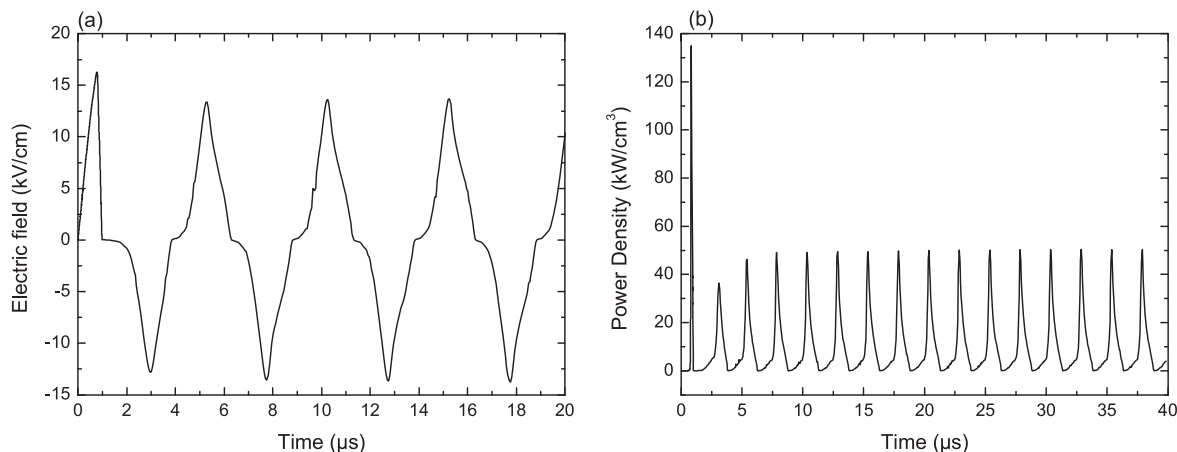 (a)
20
15
10
5
0
-5
-10
-15
Electric field (kV/cm)
0 2 4 6 8 10 12 14 16 18 20
Time (µs)
(b)
140
120
100
80
60
40
20
0
Power Density (kW/cm³)
0 5 10 15 20 25 30 35 40
Time (µs)